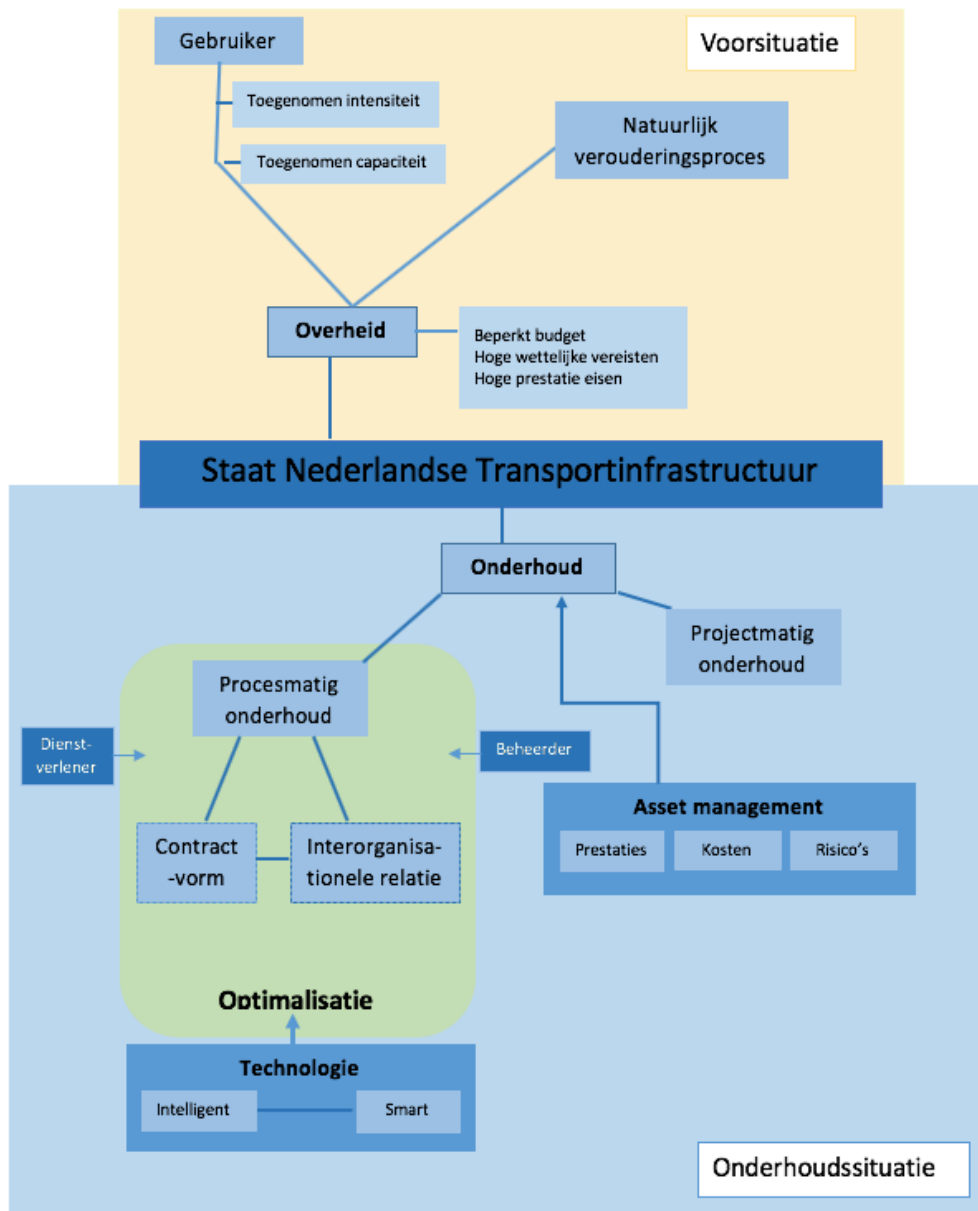 Gebruiker
Voorsituatie
Toegenomen intensiteit
Toegenomen capaciteit
Natuurlijk
verouderingsproces
Overheid
Beperkt budget
Hoge wettelijke vereisten
Hoge prestatie eisen
Staat Nederlandse Transportinfrastructuur
Onderhoud
Projectmatig
onderhoud
Procesmatig
onderhoud
Dienst-
verlener
Beheerder
Asset management
Prestaties
Kosten
Risico's
Contract
-vorm
Interorganisa-
tionele relatie
Optimalisatie
Technologie
Intelligent
Smart
Onderhoudssituatie